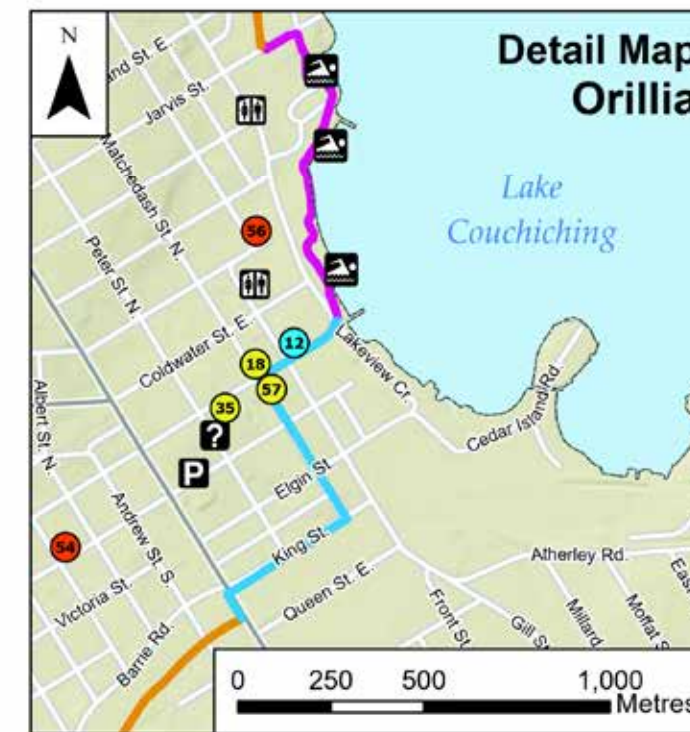 N
Detail Map
Orillia
and St. E.
Jarvis St.
Matchedash St. N.
Lake
Couchiching
56
Peter St. N.
Coldwater St. E.
12
Lakeview Cr.
18
57
35
?
P
Albert St. N.
Cedar Island Rd.
Elgin St
Andrew St. S.
King St.
54
Atherley Rd.
Victoria St.
Queen St. E.
Barrie Rd.
Front St.
Gill St
Millard
Moffat S
East
0 250 500 1,000
Metres